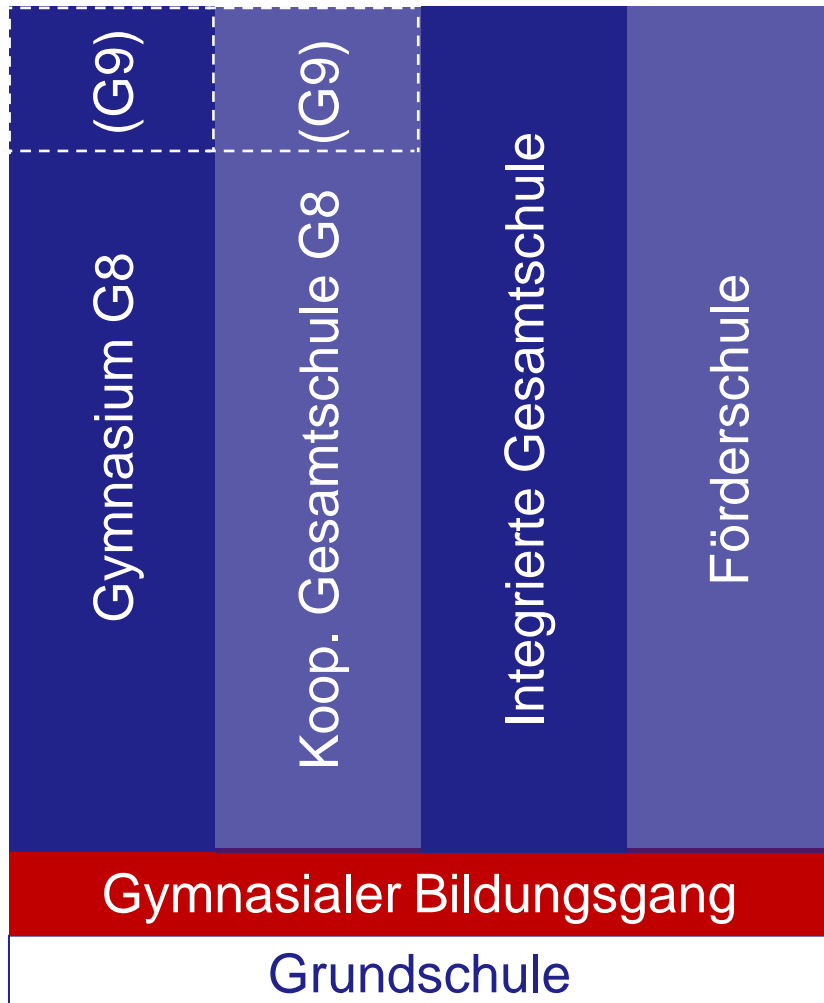 (G9)
Gymnasium G8
(G9)
Koop. Gesamtschule G8
Integrierte Gesamtschule
Förderschule
Gymnasialer Bildungsgang
Grundschule